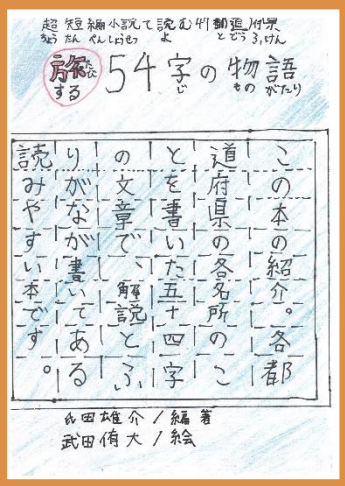 超短編小説で読む47都道府県
きょうたんぺんしょうせつ よ とどうふけん
旅する54字の物語
たび じ ものがたり
この本の紹介。各都
道府県の各名所のこ
とを書いた五十四字
の文章で、解説とふ
りがなが書いてある
読みやすい本です。
氏田雄介/編著
武田侑大/絵